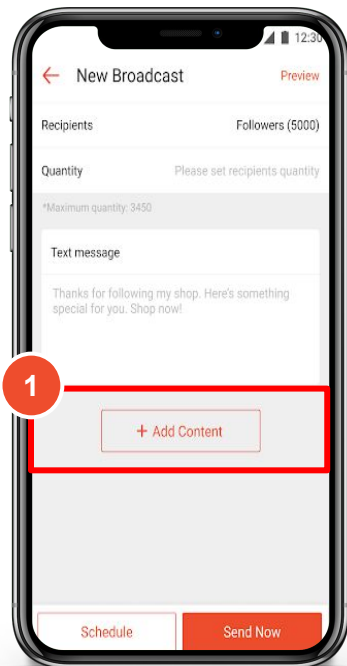 12:30
New Broadcast Preview
Recipients Followers (5000)
Quantity Please set recipients quantity
*Maximum quantity: 3450
Text message
Thanks for following my shop. Here's something
special for you. Shop now!
1
+ Add Content
Schedule Send Now